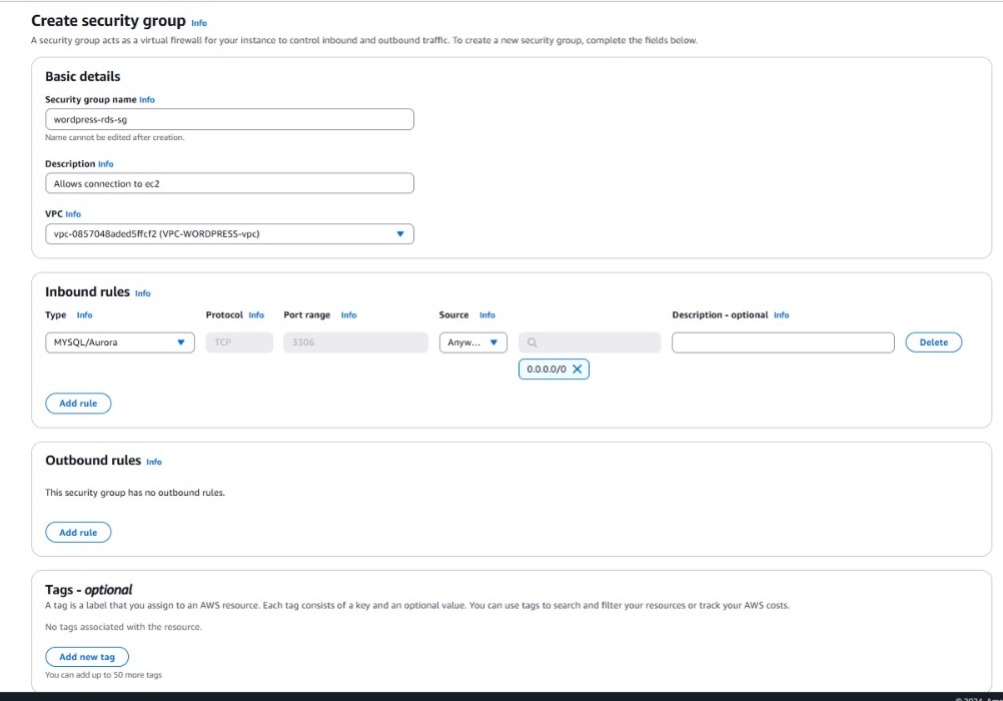 Create security group Info
A security group acts as a virtual firewall for your instance to control inbound and outbound traffic. To create a new security group, complete the fields below.
Basic details
Security group name Info
wordpress-rds-sg
Name cannot be edited after creation.
Description Info
Allows connection to ec2
VPC Info
vpc-0857048aded5ffcf2 (VPC-WORDPRESS-vpc)
Inbound rules Info
Type Info Protocol Info Port range Info Source Info Description - optional Info
MYSQL/Aurora TCP 3306 Anyw... Delete
0.0.0.0/0
Add rule
Outbound rules Info
This security group has no outbound rules.
Add rule
Tags - optional
A tag is a label that you assign to an AWS resource. Each tag consists of a key and an optional value. You can use tags to search and filter your resources or track your AWS costs.
No tags associated with the resource.
Add new tag
You can add up to 50 more tags